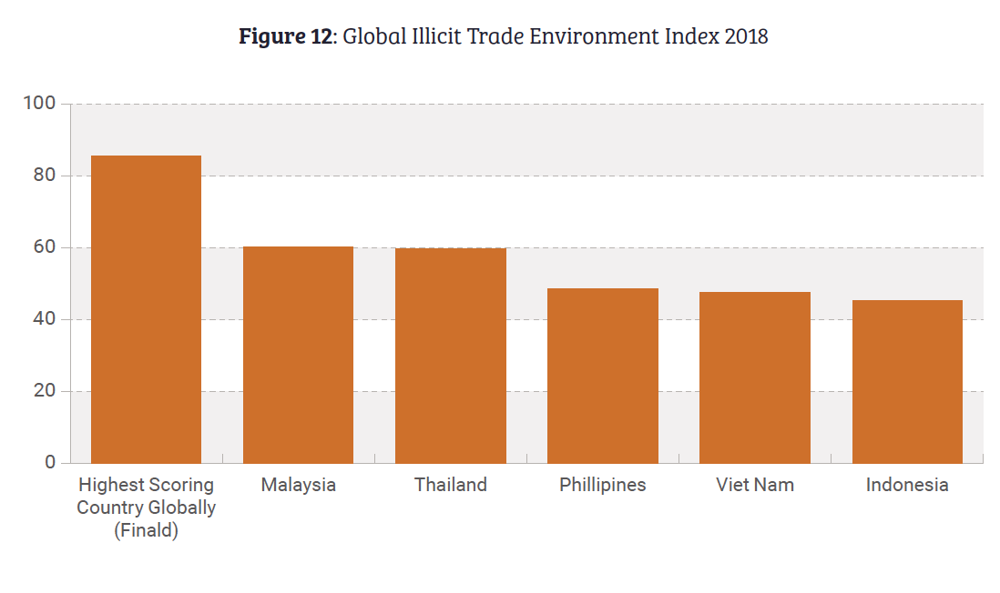 Figure 12: Global Illicit Trade Environment Index 2018
100
80
60
40
20
0
Highest Scoring
Country Globally
(Finald)
Malaysia
Thailand
Phillipines
Viet Nam
Indonesia